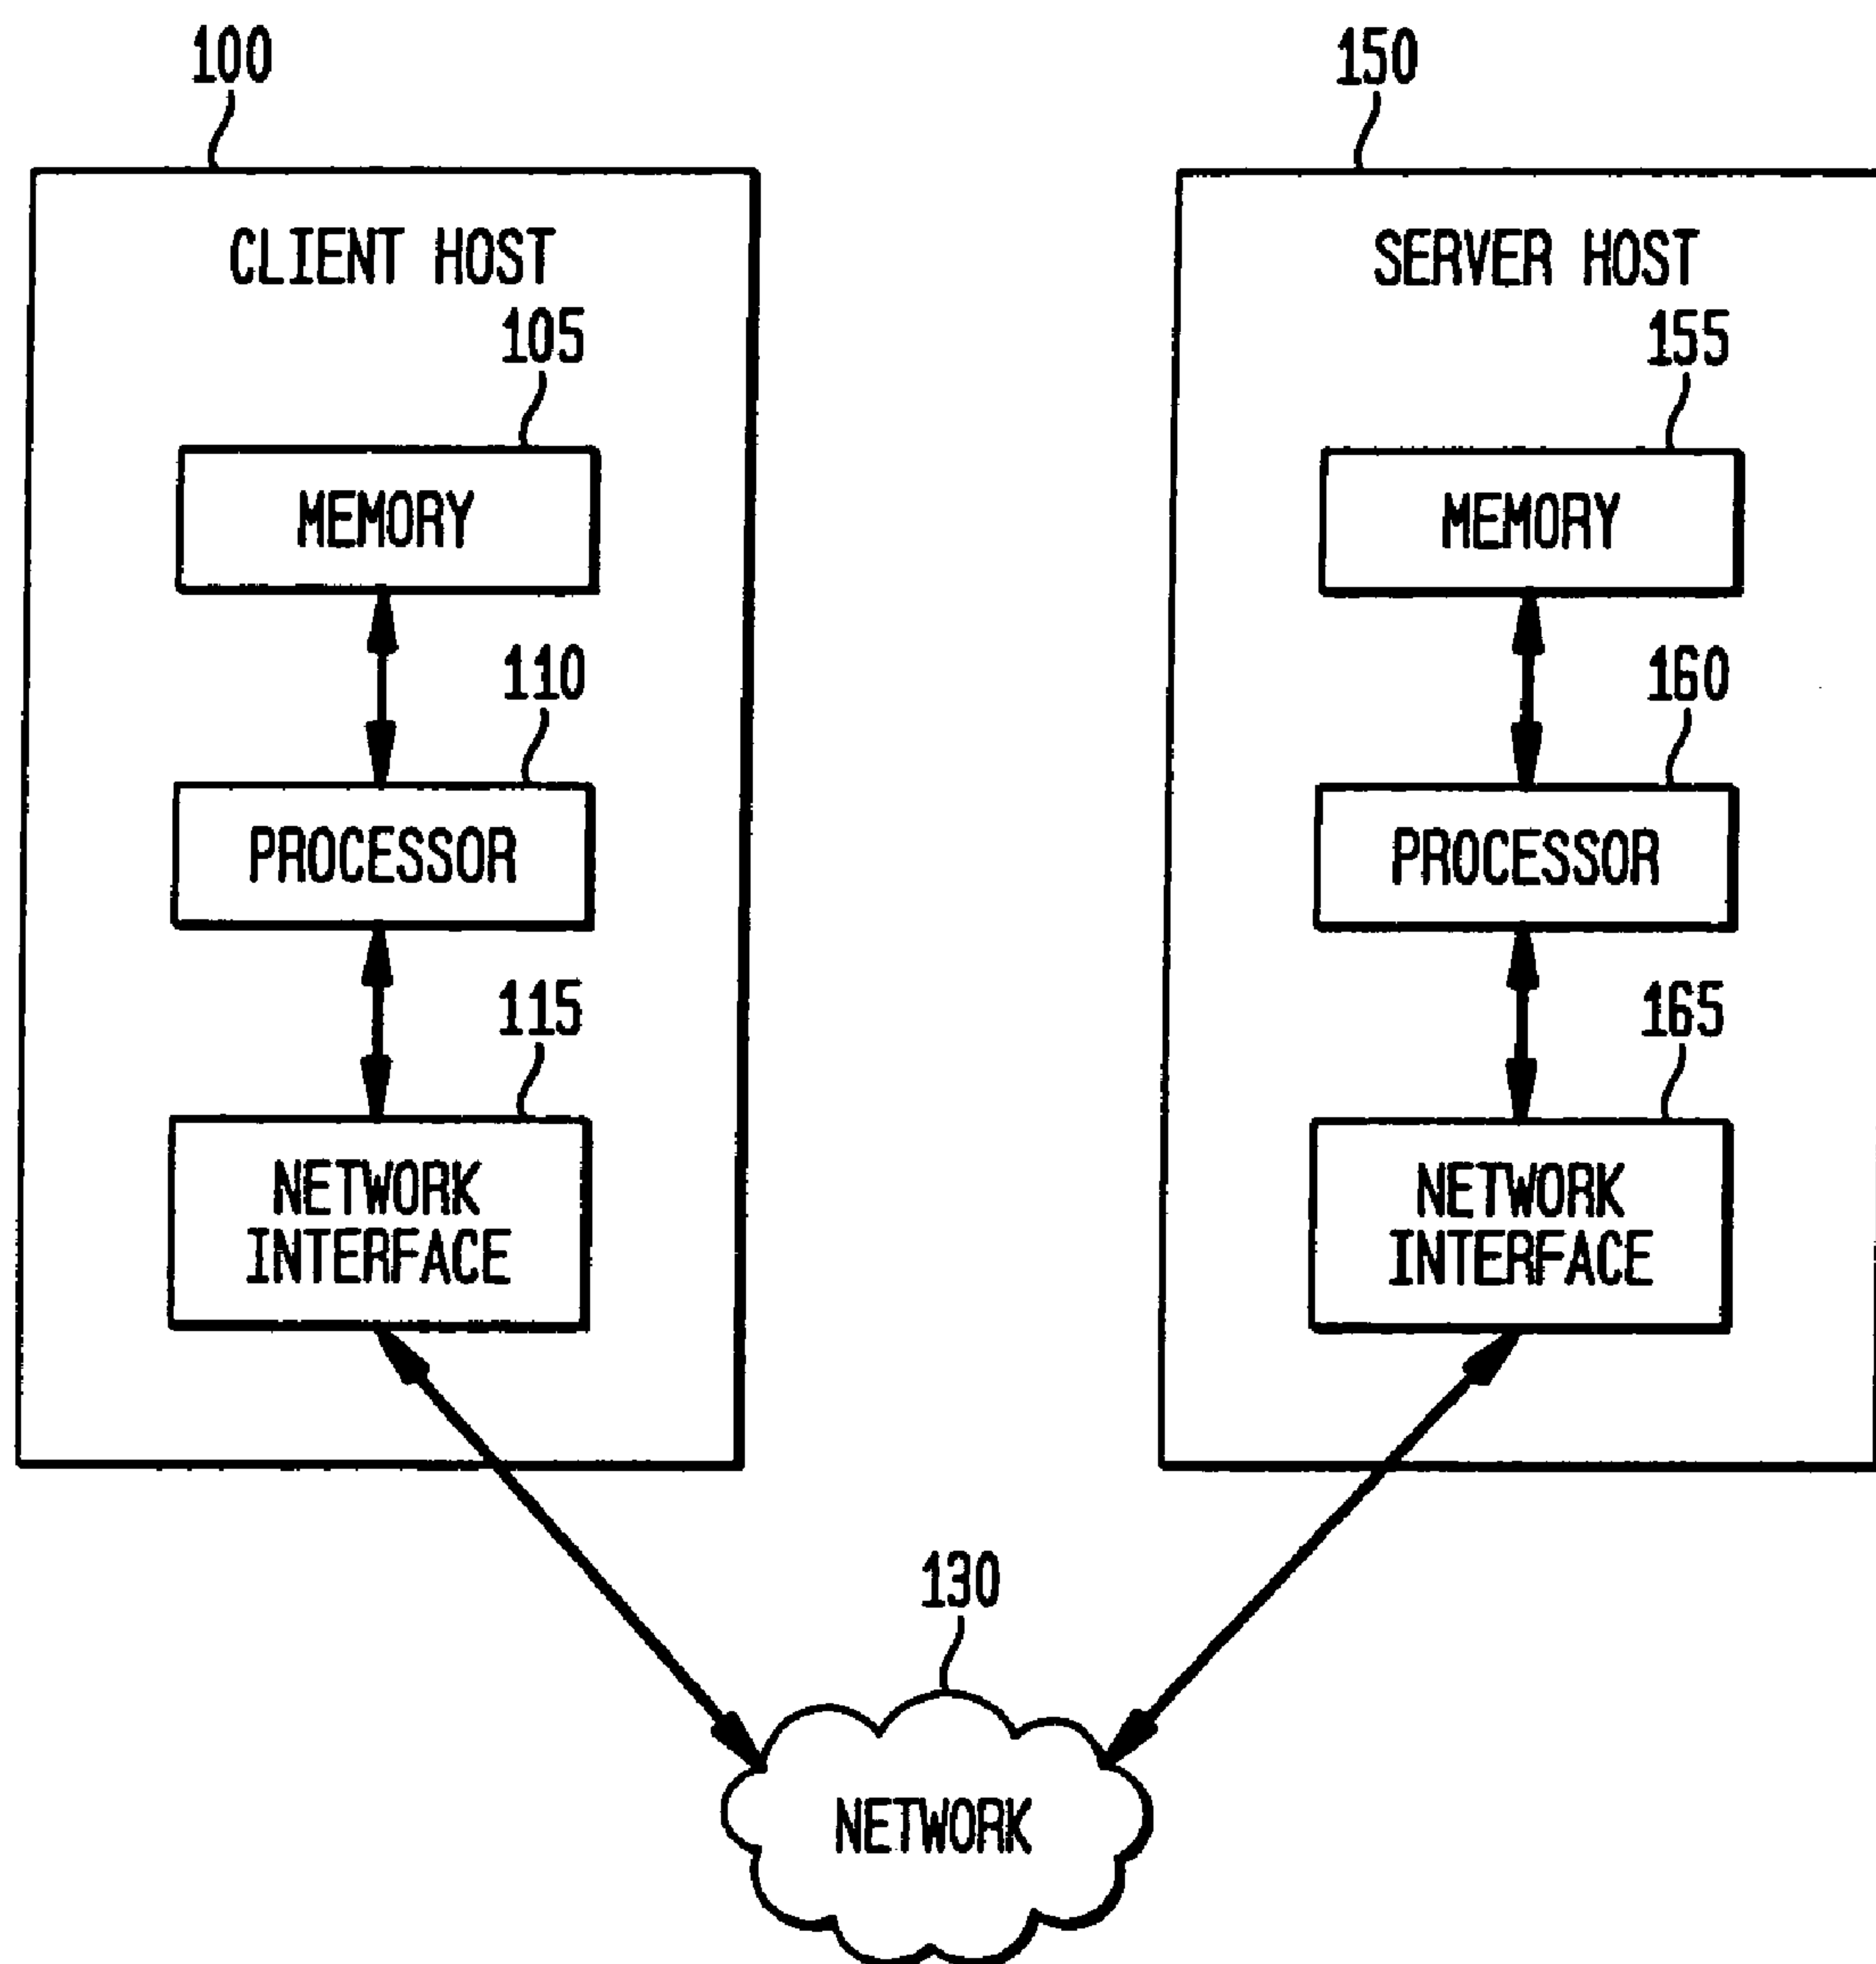 100
150
CLIENT HOST
SERVER HOST
105
155
MEMORY
MEMORY
110
160
PROCESSOR
PROCESSOR
115
165
NETWORK
INTERFACE
NETWORK
INTERFACE
130
NETWORK